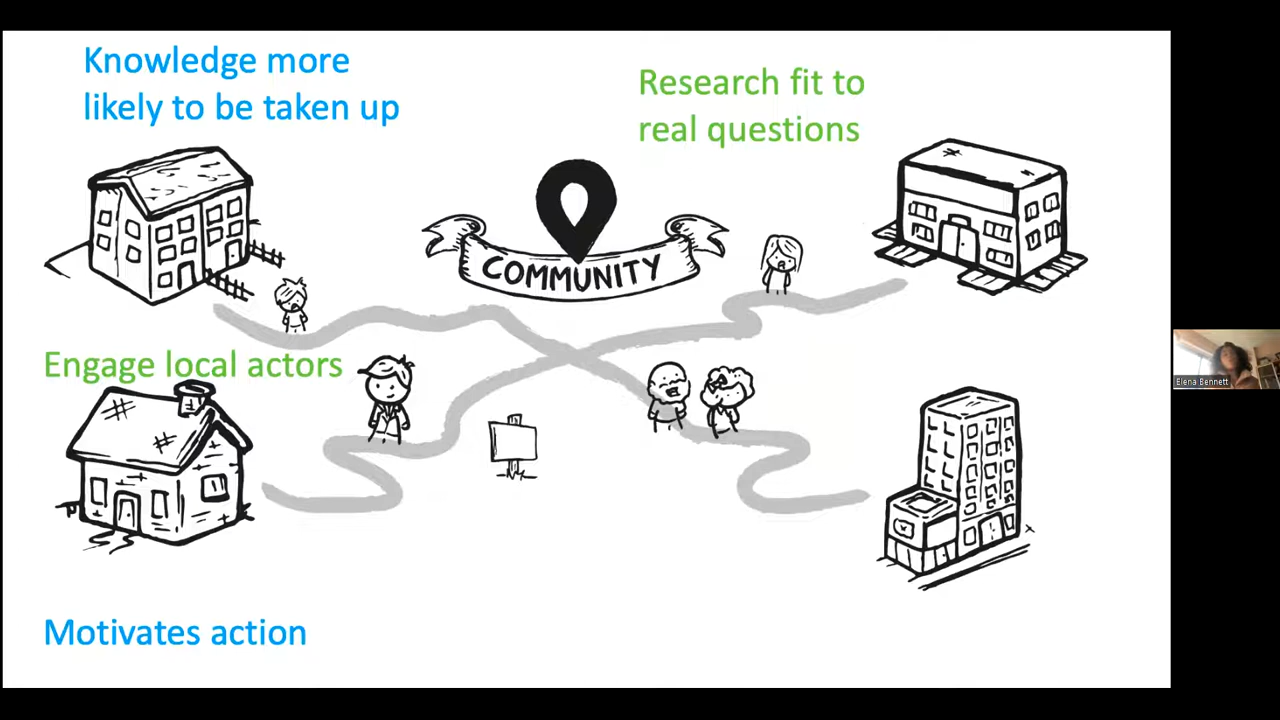 Knowledge more
likely to be taken up
Research fit to
real questions
COMMUNITY
Engage local actors
Elena Bennett
Motivates action